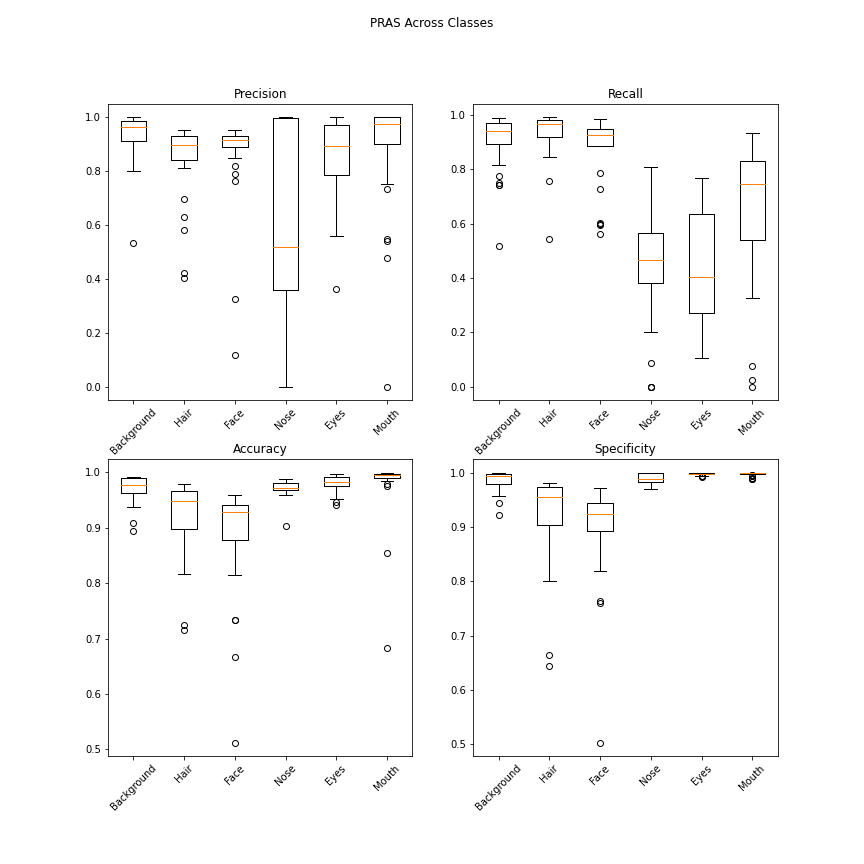 PRAS Across Classes
Precision
1.0
0.8
0.6
0.4
0.2
0.0
Background
Hair
Face
Nose
Eyes
Mouth
Recall
1.0
0.8
0.6
0.4
0.2
0.0
Background
Hair
Face
Nose
Eyes
Mouth
Accuracy
1.0
0.9
0.8
0.7
0.6
0.5
Background
Hair
Face
Nose
Eyes
Mouth
Specificity
1.0
0.9
0.8
0.7
0.6
0.5
Background
Hair
Face
Nose
Eyes
Mouth